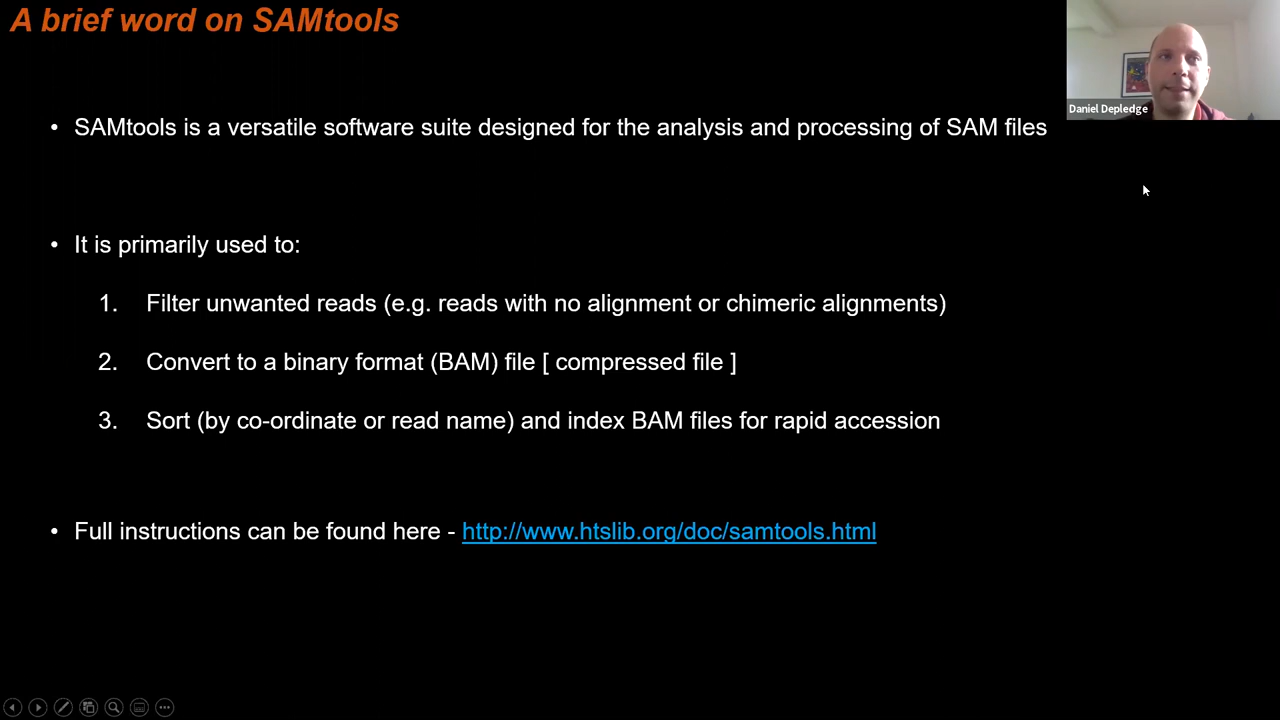 A brief word on SAMtools
Daniel Depledge
• SAMtools is a versatile software suite designed for the analysis and processing of SAM files
• It is primarily used to:
1. Filter unwanted reads (e.g. reads with no alignment or chimeric alignments)
2. Convert to a binary format (BAM) file [ compressed file ]
3. Sort (by co-ordinate or read name) and index BAM files for rapid accession
• Full instructions can be found here - http://www.htslib.org/doc/samtools.html